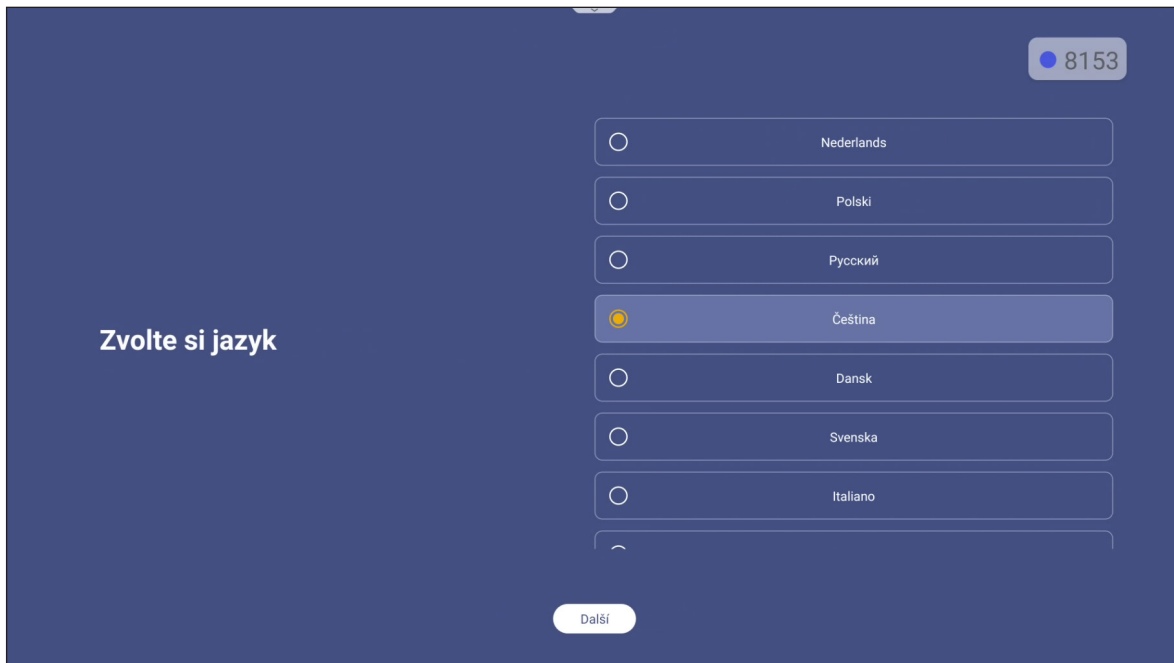 8153
Nederlands
Polski
Русский
Čeština
Zvolte si jazyk
Dansk
Svenska
Italiano
Další